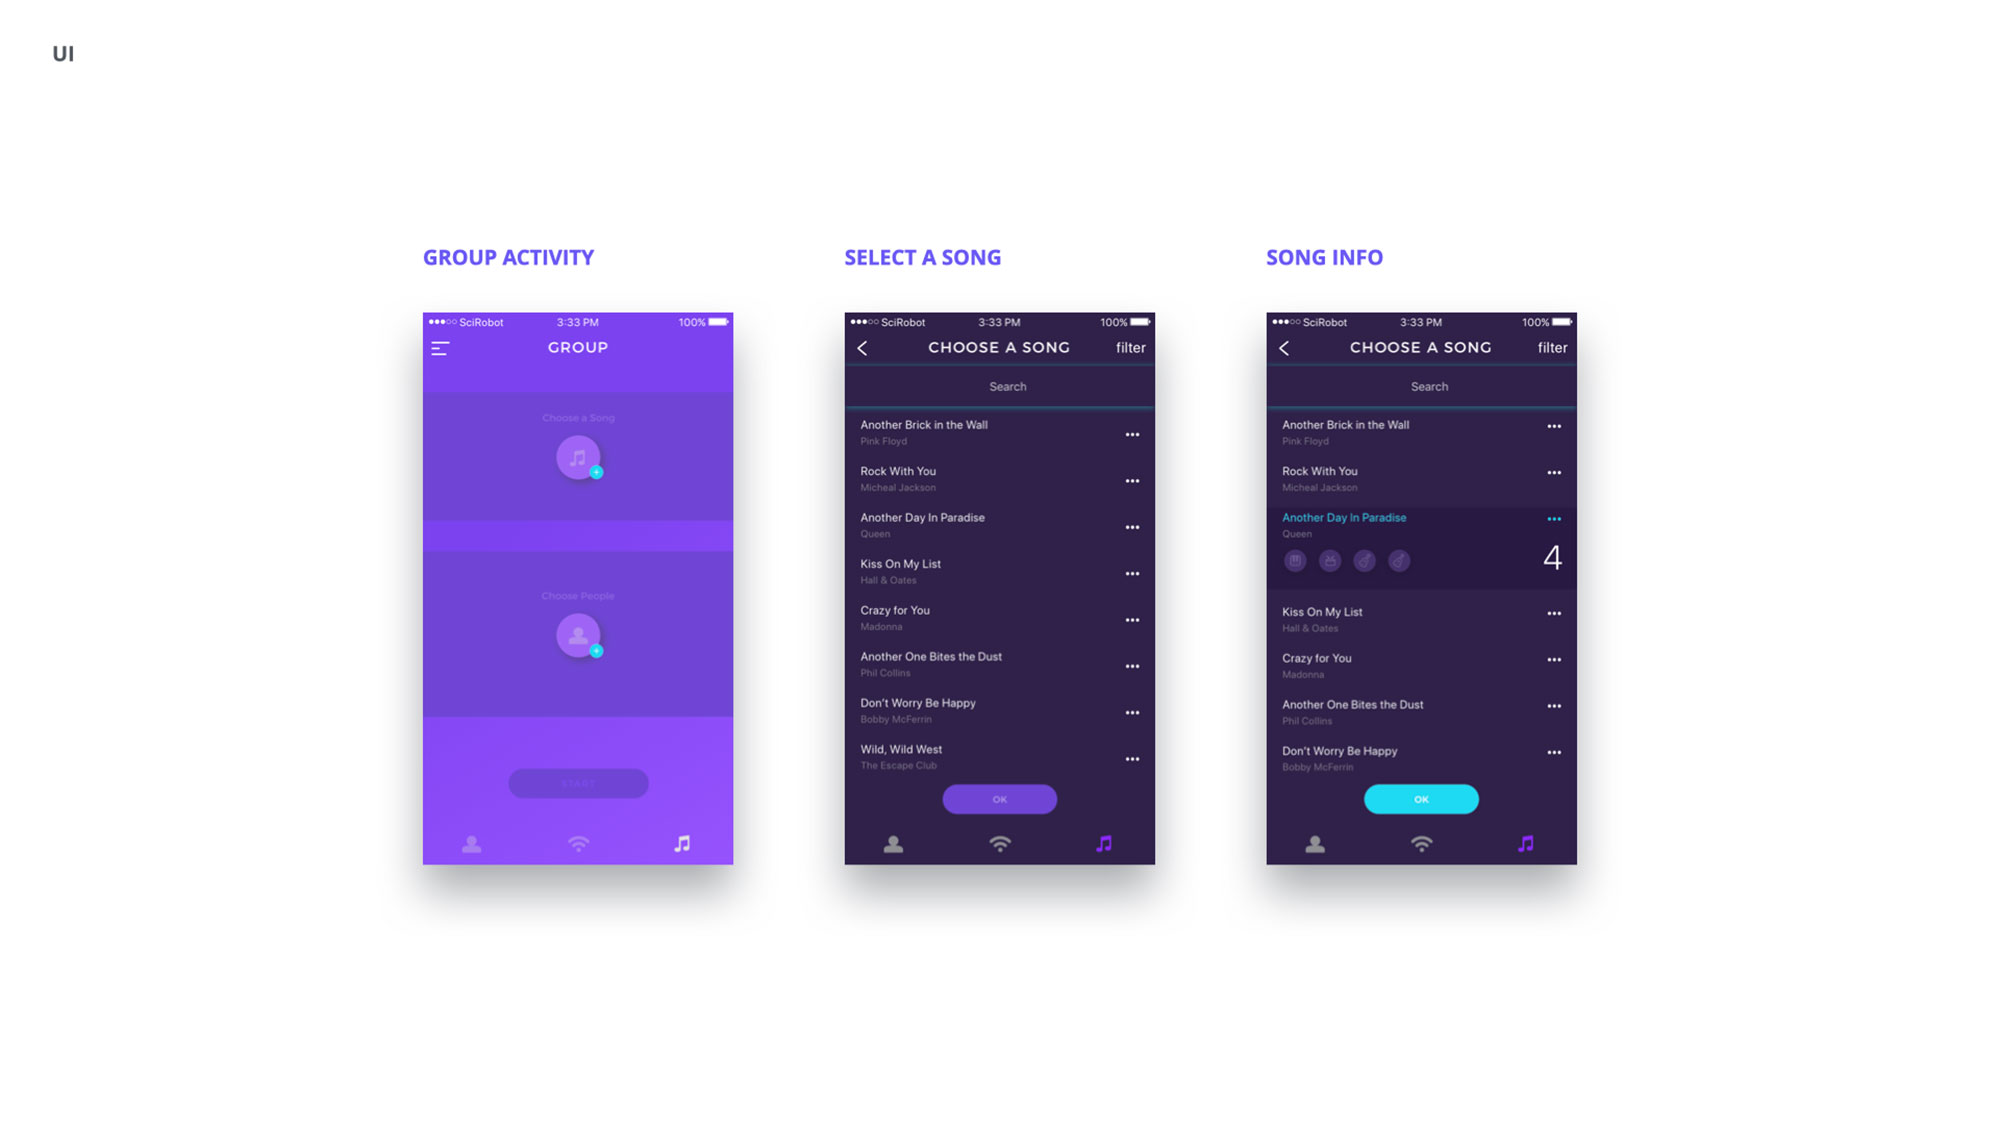 UI
GROUP ACTIVITY
SciRobot 3:33 PM 100%
GROUP
Choose a Song
Choose People
START
SELECT A SONG
SciRobot 3:33 PM 100%
CHOOSE A SONG filter
Search
Another Brick in the Wall
Pink Floyd
Rock With You
Micheal Jackson
Another Day In Paradise
Queen
Kiss On My List
Hall & Oates
Crazy for You
Madonna
Another One Bites the Dust
Phil Collins
Don't Worry Be Happy
Bobby McFerrin
Wild, Wild West
The Escape Club
OK
SONG INFO
SciRobot 3:33 PM 100%
CHOOSE A SONG filter
Search
Another Brick in the Wall
Pink Floyd
Rock With You
Micheal Jackson
Another Day In Paradise
Queen
4
Kiss On My List
Hall & Oates
Crazy for You
Madonna
Another One Bites the Dust
Phil Collins
Don't Worry Be Happy
Bobby McFerrin
OK